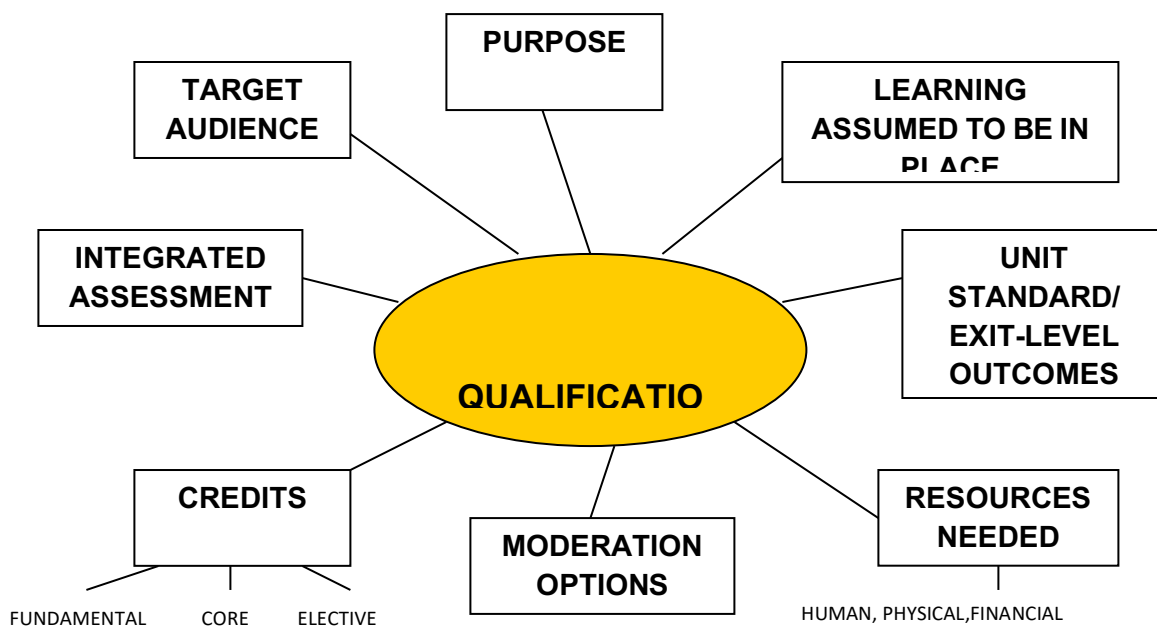 PURPOSE
TARGET
AUDIENCE
LEARNING
ASSUMED TO BE IN
PLACE
INTEGRATED
ASSESSMENT
UNIT
STANDARD/
EXIT-LEVEL
OUTCOMES
QUALIFICATIO
CREDITS
MODERATION
OPTIONS
RESOURCES
NEEDED
FUNDAMENTAL CORE ELECTIVE
HUMAN, PHYSICAL,FINANCIAL